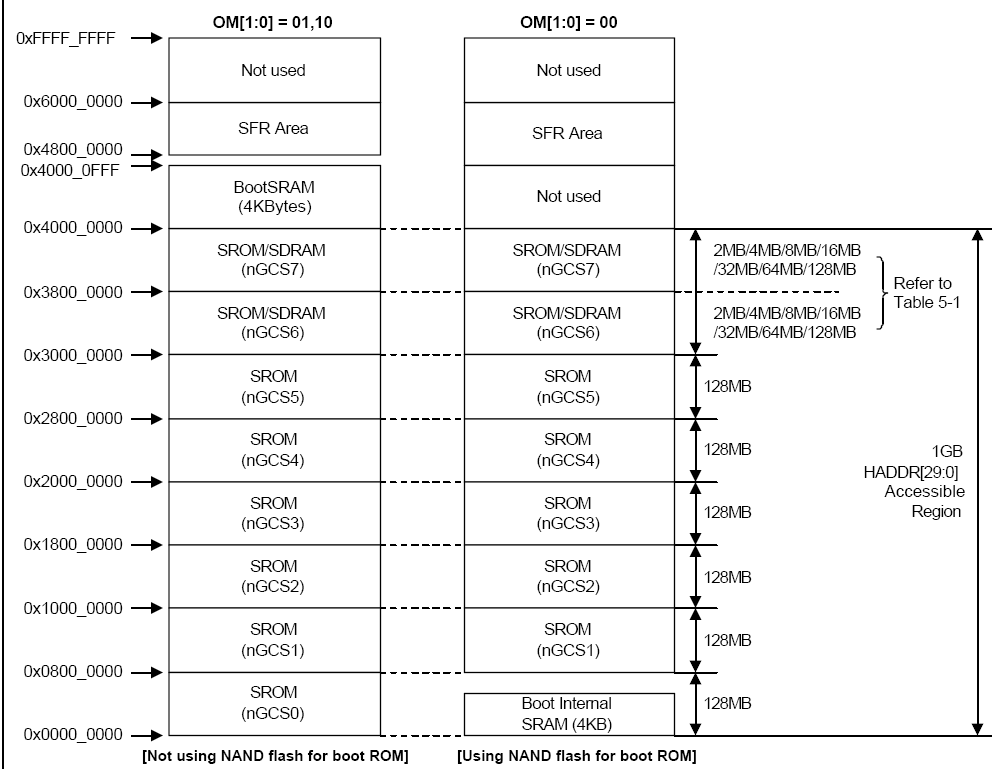 OM[1:0] = 01,10
OM[1:0] = 00
0xFFFF_FFFF
Not used
Not used
0x6000_0000
SFR Area
SFR Area
0x4800_0000
0x4000_0FFF
BootSRAM
(4KBytes)
Not used
0x4000_0000
SROM/SDRAM
(nGCS7)
SROM/SDRAM
(nGCS7)
2MB/4MB/8MB/16MB
/32MB/64MB/128MB
Refer to
Table 5-1
0x3800_0000
SROM/SDRAM
(nGCS6)
SROM/SDRAM
(nGCS6)
2MB/4MB/8MB/16MB
/32MB/64MB/128MB
0x3000_0000
SROM
(nGCS5)
SROM
(nGCS5)
128MB
0x2800_0000
SROM
(nGCS4)
SROM
(nGCS4)
128MB
1GB
HADDR[29:0]
Accessible
Region
0x2000_0000
SROM
(nGCS3)
SROM
(nGCS3)
128MB
0x1800_0000
SROM
(nGCS2)
SROM
(nGCS2)
128MB
0x1000_0000
SROM
(nGCS1)
SROM
(nGCS1)
128MB
0x0800_0000
SROM
(nGCS0)
Boot Internal
SRAM (4KB)
128MB
0x0000_0000
[Not using NAND flash for boot ROM]
[Using NAND flash for boot ROM]